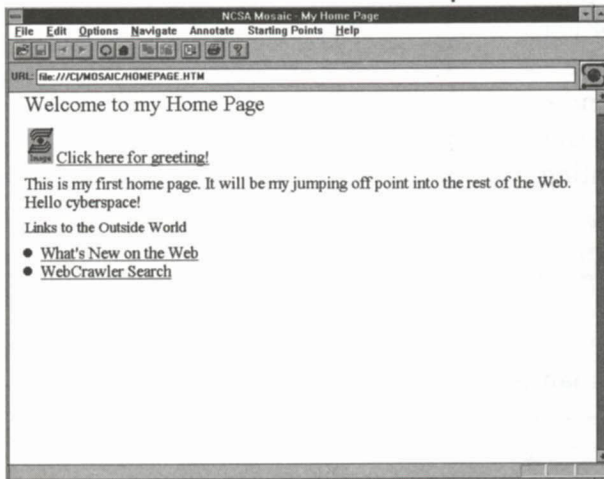 NCSA Mosaic - My Home Page
File Edit Options Navigate Annotate Starting Points Help
URL: file:///C|/MOSAIC/HOMEPAGE.HTM
Welcome to my Home Page
Image Click here for greeting!
This is my first home page. It will be my jumping off point into the rest of the Web.
Hello cyberspace!
Links to the Outside World
What's New on the Web
WebCrawler Search